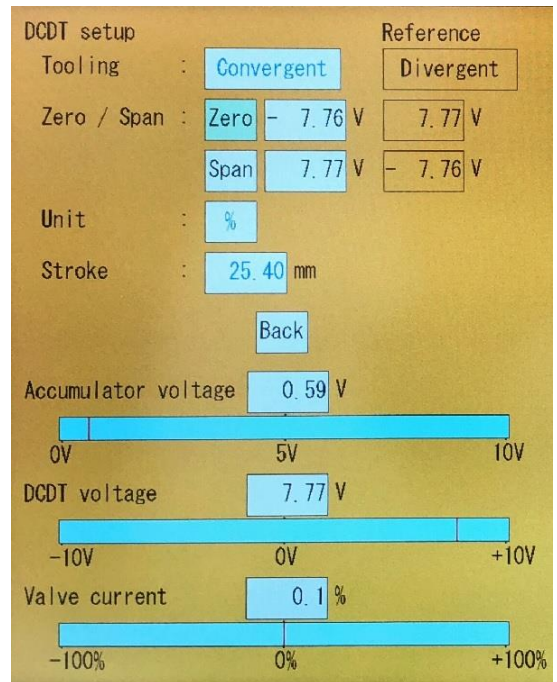 DCDT setup Reference
Tooling : Convergent Divergent
Zero / Span : Zero - 7.76 V 7.77 V
Span 7.77 V - 7.76 V
Unit : %
Stroke : 25.40 mm
Back
Accumulator voltage 0.59 V
0V 5V 10V
DCDT voltage 7.77 V
-10V 0V +10V
Valve current 0.1 %
-100% 0% +100%